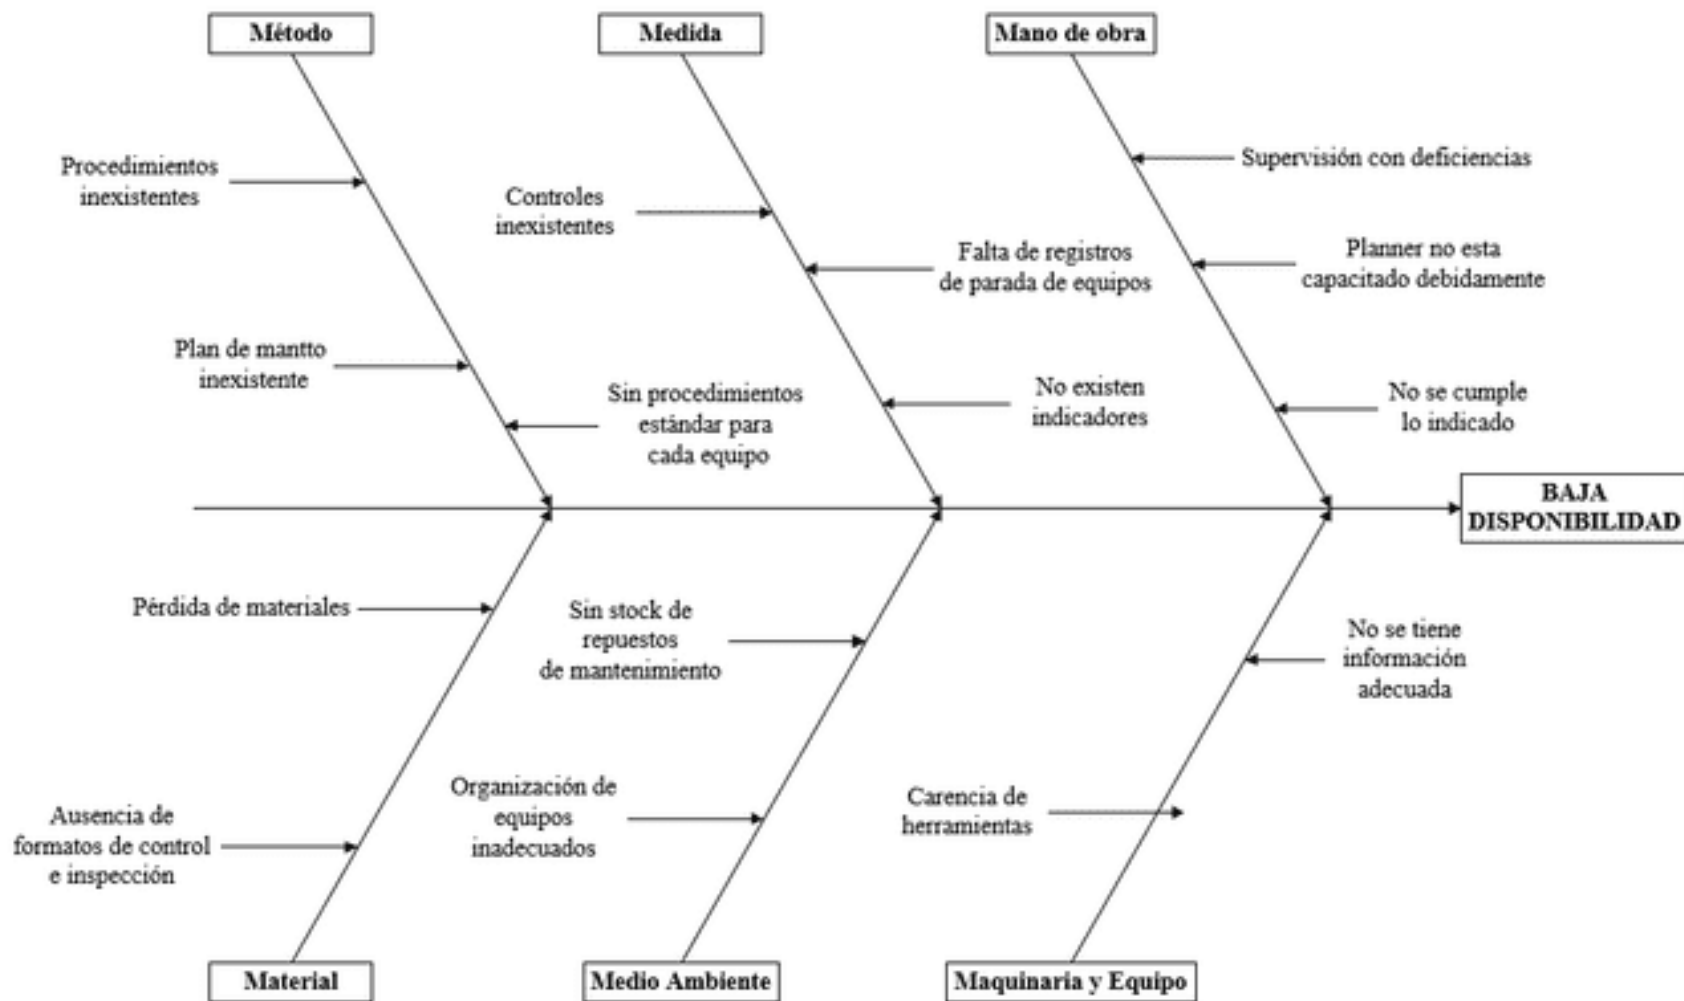 Método
Medida
Mano de obra
Procedimientos
inexistentes
Controles
inexistentes
Supervisión con deficiencias
Falta de registros
de parada de equipos
Planner no esta
capacitado debidamente
Plan de mantto
inexistente
Sin procedimientos
estándar para
cada equipo
No existen
indicadores
No se cumple
lo indicado
BAJA
DISPONIBILIDAD
Pérdida de materiales
Sin stock de
repuestos
de mantenimiento
No se tiene
información
adecuada
Ausencia de
formatos de control
e inspección
Organización de
equipos
inadecuados
Carencia de
herramientas
Material
Medio Ambiente
Maquinaria y Equipo